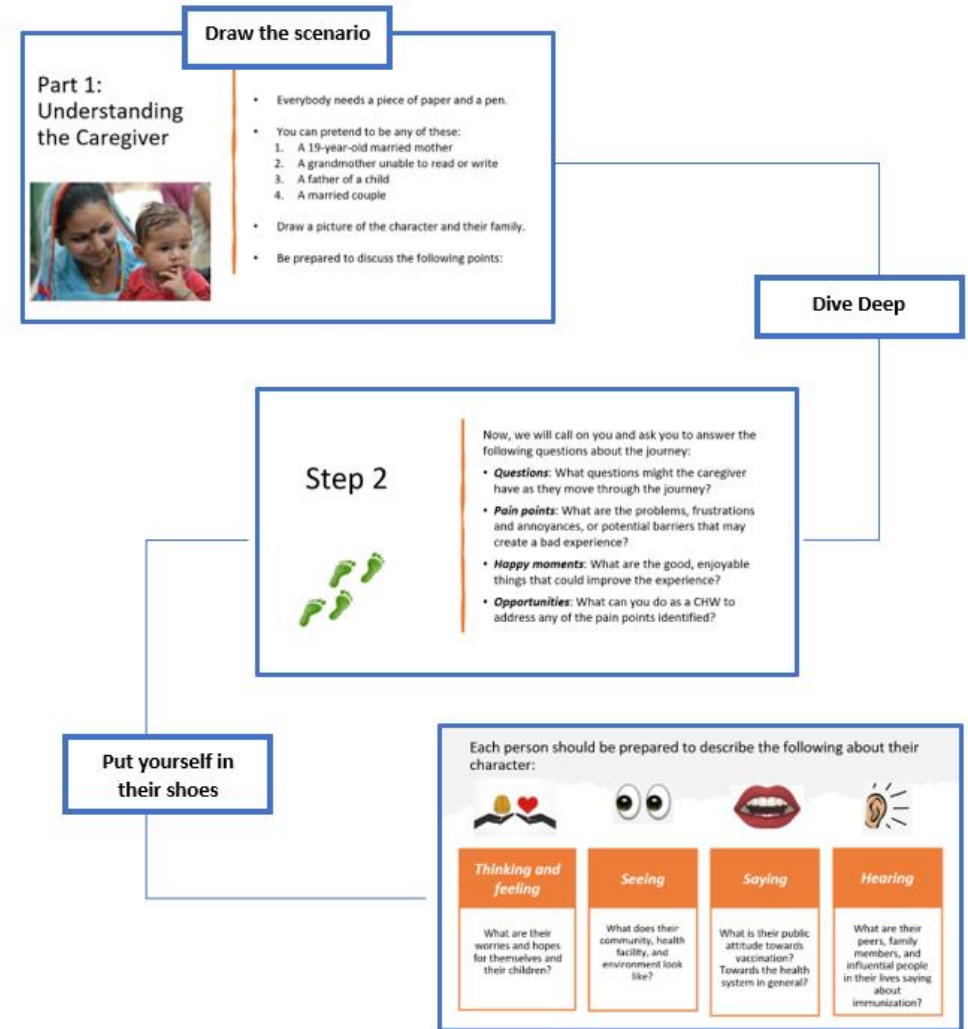 Draw the scenario
Part 1:
Understanding
the Caregiver
• Everybody needs a piece of paper and a pen.
• You can pretend to be any of these:
1. A 19-year-old married mother
2. A grandmother unable to read or write
3. A father of a child
4. A married couple
• Draw a picture of the character and their family.
• Be prepared to discuss the following points:
Dive Deep
Step 2
Now, we will call on you and ask you to answer the
following questions about the journey:
• Questions: What questions might the caregiver
have as they move through the journey?
• Pain points: What are the problems, frustrations
and annoyances, or potential barriers that may
create a bad experience?
• Happy moments: What are the good, enjoyable
things that could improve the experience?
• Opportunities: What can you do as a CHW to
address any of the pain points identified?
Put yourself in
their shoes
Each person should be prepared to describe the following about their
character:
Thinking and
feeling
What are their
worries and hopes
for themselves and
their children?
Seeing
What does their
community, health
facility, and
environment look
like?
Saying
What is their public
attitude towards
vaccination?
Towards the health
system in general?
Hearing
What are their
peers, family
members, and
influential people
in their lives saying
about
immunization?